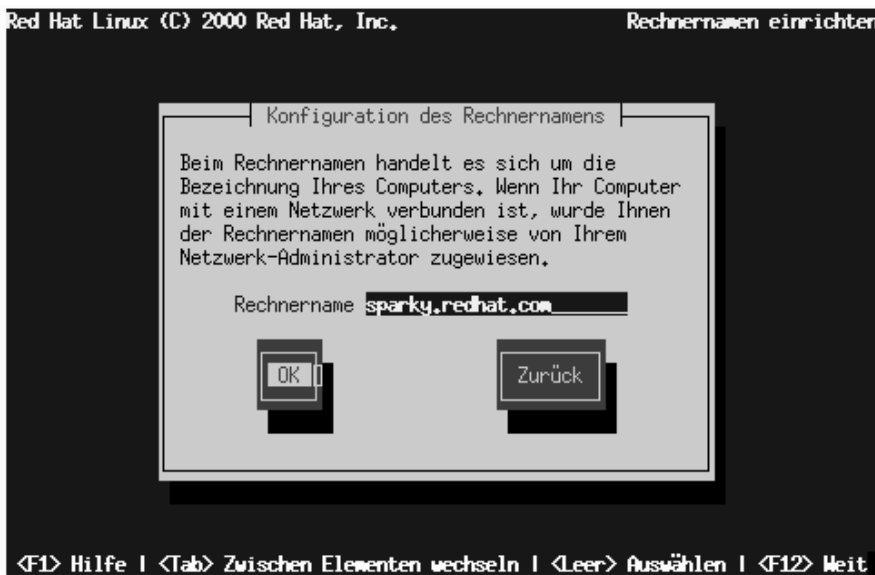 Red Hat Linux (C) 2000 Red Hat, Inc. Rechnernamen einrichten
Konfiguration des Rechnernamens
Beim Rechnernamen handelt es sich um die
Bezeichnung Ihres Computers. Wenn Ihr Computer
mit einem Netzwerk verbunden ist, wurde Ihnen
der Rechnernamen möglicherweise von Ihrem
Netzwerk-Administrator zugewiesen.
Rechnername sparky.redhat.com
OK Zurück
<F1> Hilfe | <Tab> Zwischen Elementen wechseln | <Leer> Auswählen | <F12> Weit